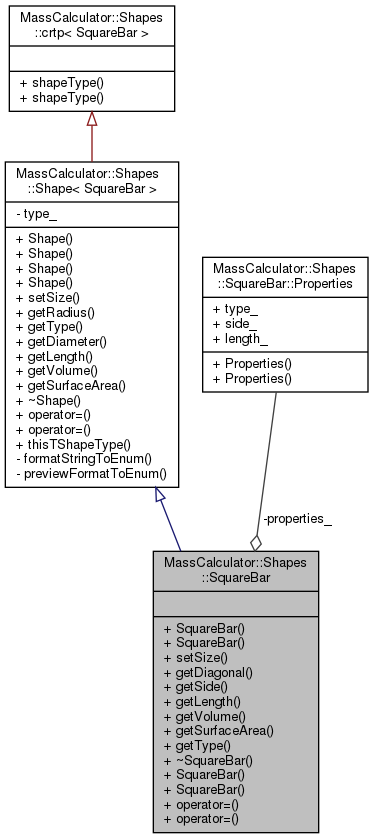 MassCalculator::Shapes
::crtp< SquareBar >
+ shapeType()
+ shapeType()
MassCalculator::Shapes
::Shape< SquareBar >
- type_
+ Shape()
+ Shape()
+ Shape()
+ Shape()
+ setSize()
+ getRadius()
+ getType()
+ getDiameter()
+ getLength()
+ getVolume()
+ getSurfaceArea()
+ ~Shape()
+ operator=()
+ operator=()
+ thisTShapeType()
- formatStringToEnum()
- previewFormatToEnum()
MassCalculator::Shapes
::SquareBar::Properties
+ type_
+ side_
+ length_
+ Properties()
+ Properties()
-properties_
MassCalculator::Shapes
::SquareBar
+ SquareBar()
+ SquareBar()
+ setSize()
+ getDiagonal()
+ getSide()
+ getLength()
+ getVolume()
+ getSurfaceArea()
+ getType()
+ ~SquareBar()
+ SquareBar()
+ SquareBar()
+ operator=()
+ operator=()